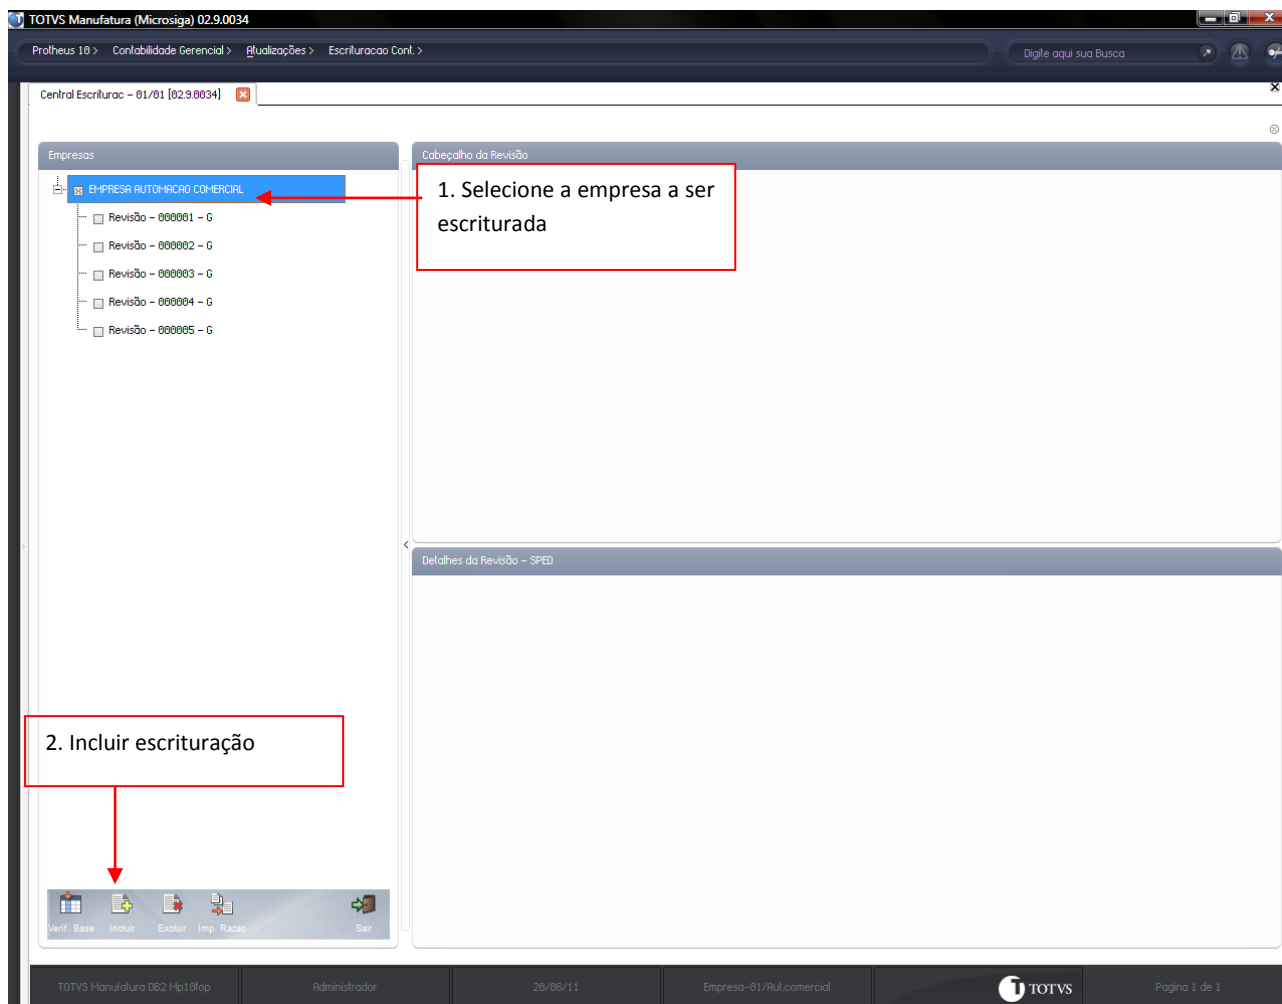 TOTVS Manufatura (Microsiga) 02.9.0034
Protheus 10 > Contabilidade Gerencial > Atualizações > Escrituracao Cont. >
Digite aqui sua Busca
Central Escriturac - 01/01 [02.9.0034]
Empresas
Cabeçalho da Revisão
EMPRESA AUTOMACAO COMERCIAL
Revisão - 000001 - G
Revisão - 000002 - G
Revisão - 000003 - G
Revisão - 000004 - G
Revisão - 000005 - G
1. Selecione a empresa a ser
escriturada
Detalhes da Revisão - SPED
2. Incluir escrituração
Verif. Base Incluir Excluir Imp. Razao Sair
TOTVS Manufatura DB2 Mp10top Administrador 20/06/11 Empresa-01/Aut.comercial TOTVS Pagina 1 de 1